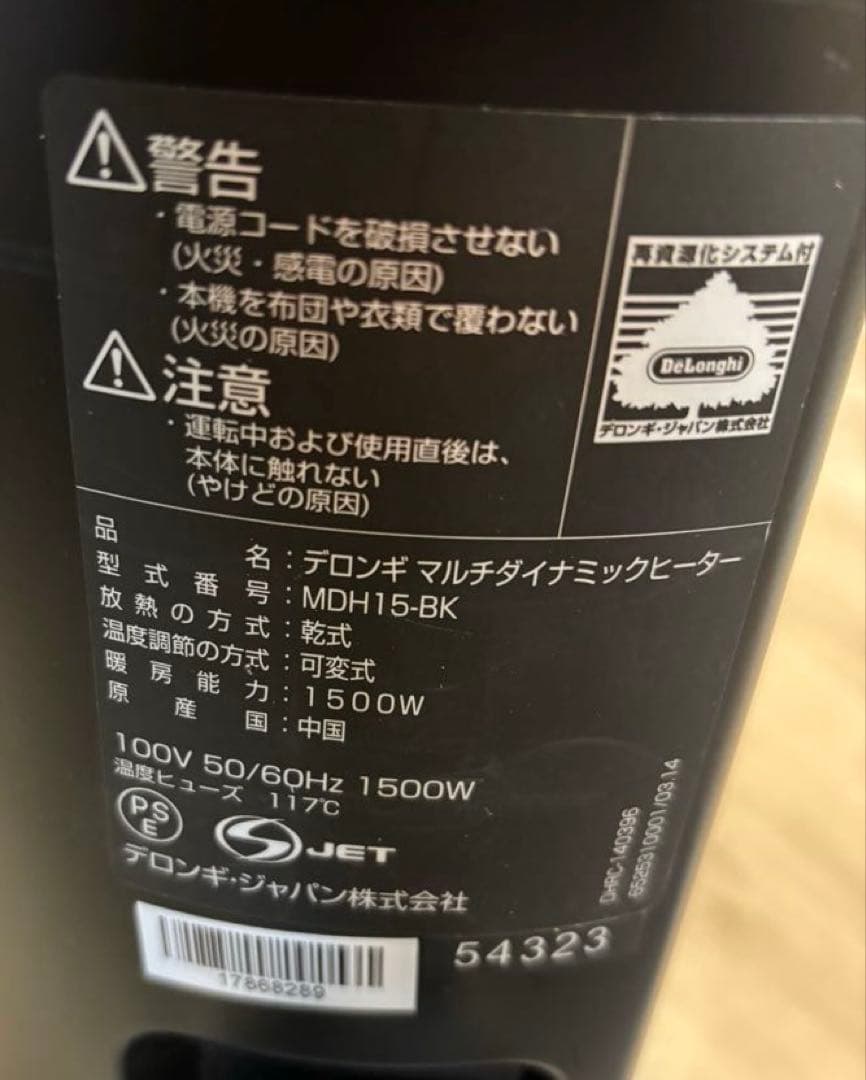 警告
・電源コードを破損させない
(火災・感電の原因)
・本機を布団や衣類で覆わない
(火災の原因)
注意
・運転中および使用直後は、
本体に触れない
(やけどの原因)
再資源化システム付
DeLonghi
デロンギ・ジャパン株式会社
品名：デロンギ マルチダイナミックヒーター
型式番号：MDH15-BK
放熱の方式：乾式
温度調節の方式：可変式
暖房能力：1500W
原産国：中国
100V 50/60Hz 1500W
温度ヒューズ 117℃
PSE
JET
デロンギ・ジャパン株式会社
DHRC-140396
6525310001/03.14
54323
17868289